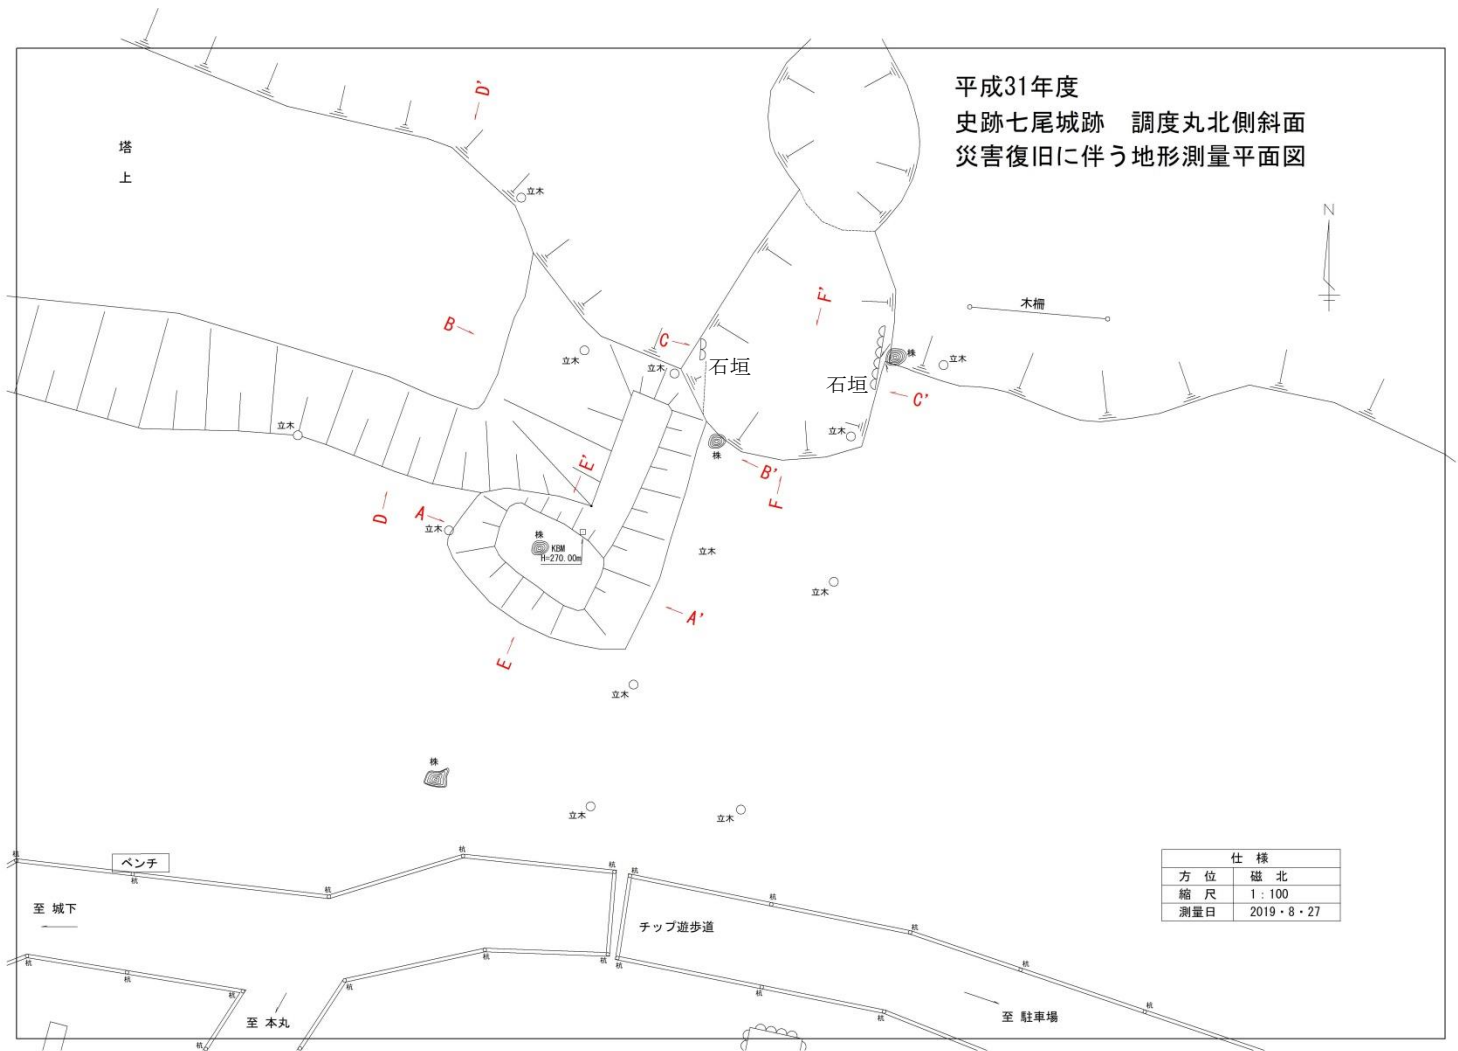 平成31年度
史跡七尾城跡　調度丸北側斜面
災害復旧に伴う地形測量平面図
D'
塔
上
立木
N
B
F'
木柵
C
石垣
株
立木
立木
立木
石垣
C'
立木
立木
株
E'
B'
F
D
A
立木
株
KBM
H=270.00m
立木
立木
A'
E
立木
株
立木
立木
杭
ベンチ
杭
杭
杭
杭
杭
杭
杭
至 城下
チップ遊歩道
杭
杭
杭
杭
杭
杭
杭
杭
杭
杭
杭
杭
至 本丸
至 駐車場
杭
仕 様
方 位 磁 北
縮 尺 1：100
測量日 2019・8・27